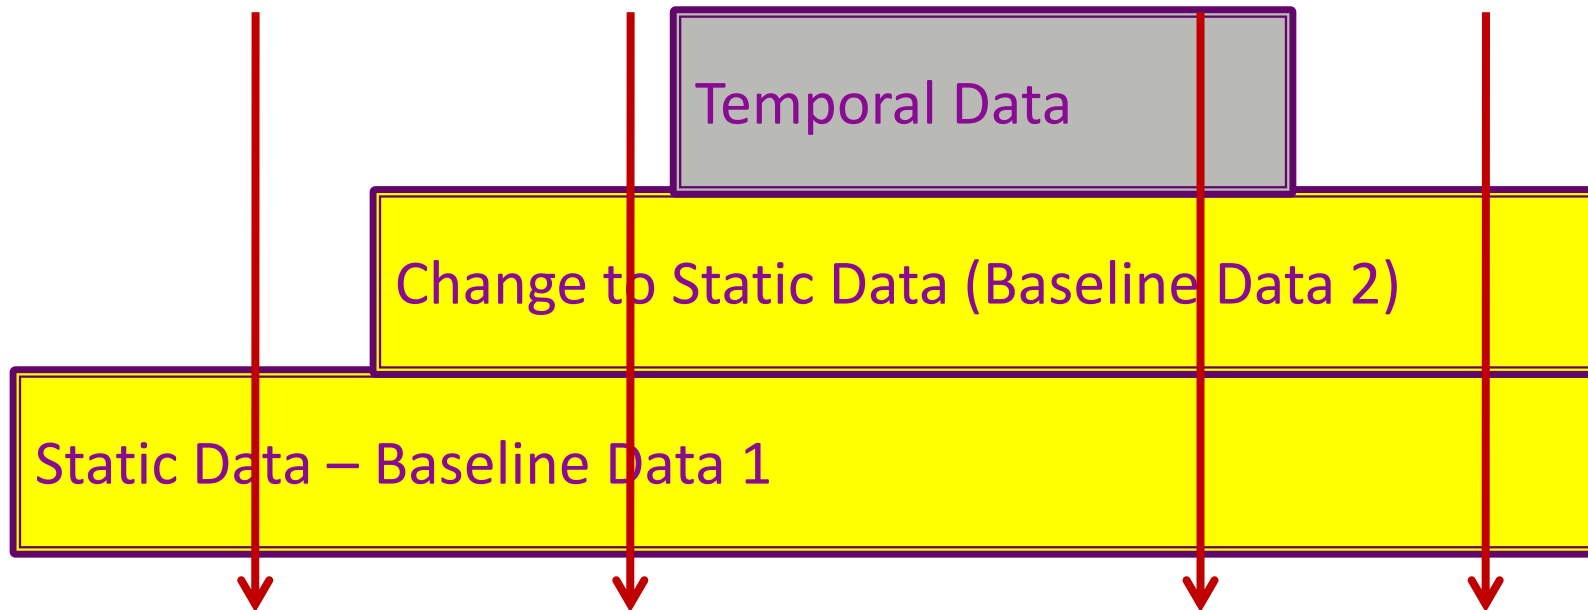 Temporal Data
Change to Static Data (Baseline Data 2)
Static Data – Baseline Data 1